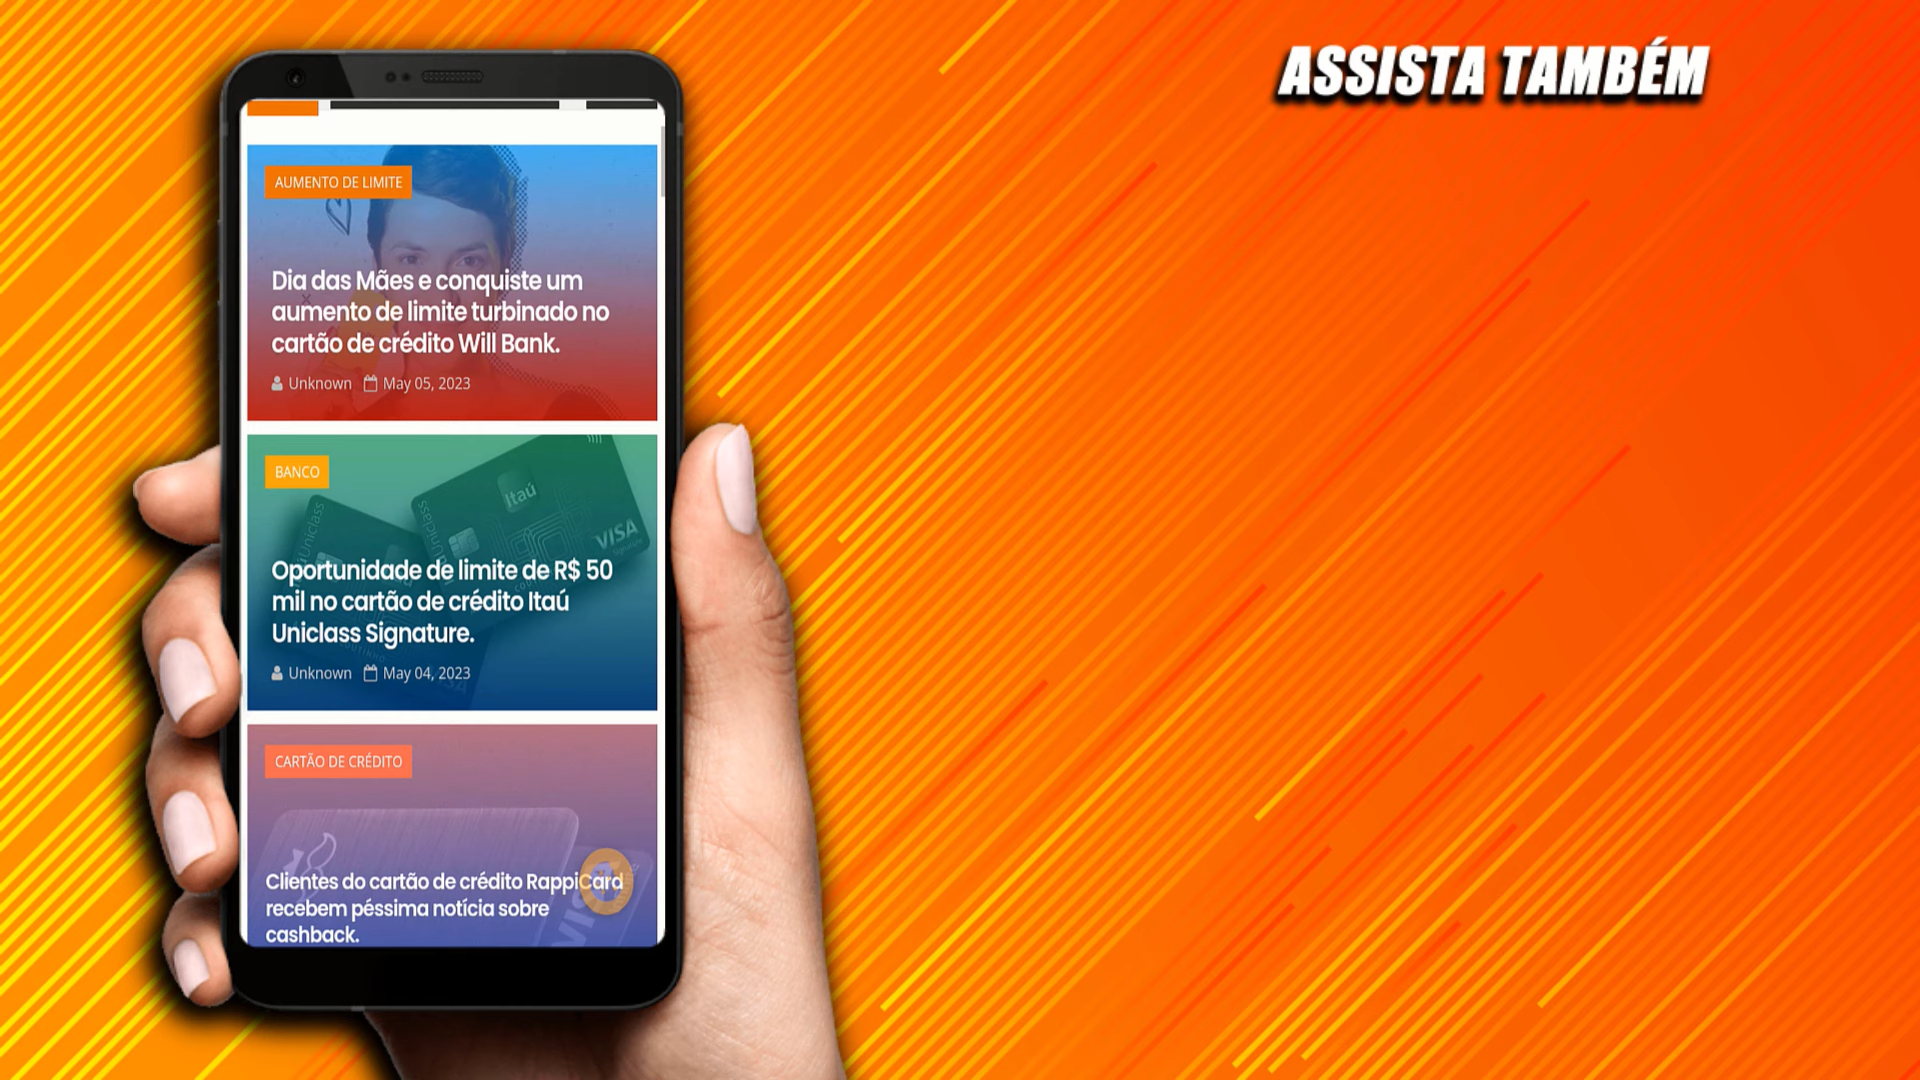 ASSISTA TAMBÉM
AUMENTO DE LIMITE
Dia das Mães e conquiste um
aumento de limite turbinado no
cartão de crédito Will Bank.
Unknown May 05, 2023
BANCO
Itaú
Uniclass
VISA
Signature
Oportunidade de limite de R$ 50
mil no cartão de crédito Itaú
Uniclass Signature.
Unknown May 04, 2023
CARTÃO DE CRÉDITO
Clientes do cartão de crédito RappiCard
recebem péssima notícia sobre
cashback.